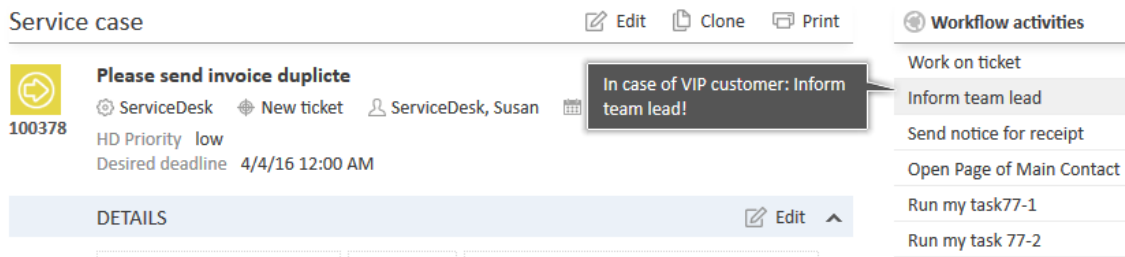 Service case
Edit Clone Print
Workflow activities
Please send invoice duplicte
ServiceDesk New ticket ServiceDesk, Susan
100378
HD Priority low
Desired deadline 4/4/16 12:00 AM
In case of VIP customer: Inform
team lead!
Work on ticket
Inform team lead
Send notice for receipt
Open Page of Main Contact
Run my task77-1
Run my task 77-2
DETAILS
Edit